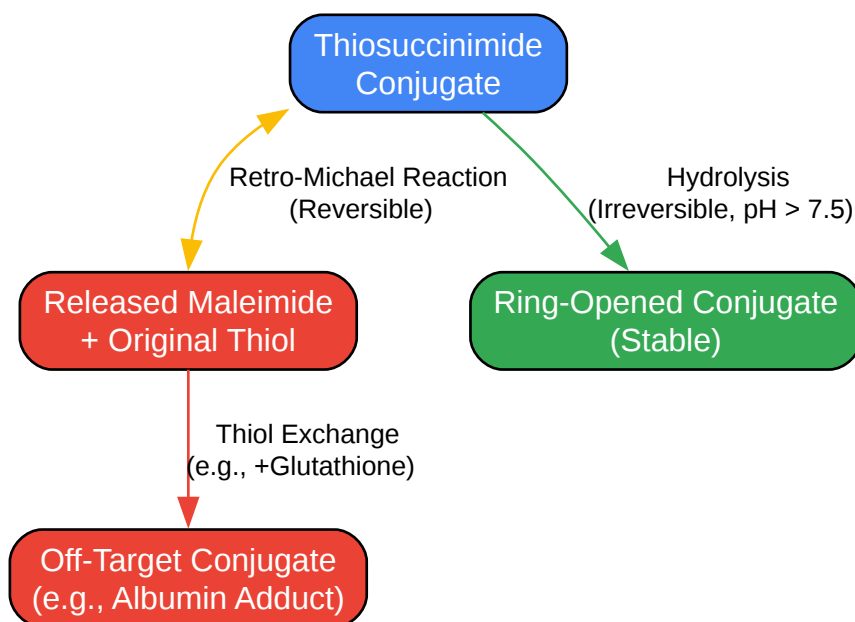 Thiosuccinimide
Conjugate
Retro-Michael Reaction
(Reversible)
Hydrolysis
(Irreversible, pH > 7.5)
Released Maleimide
+ Original Thiol
Ring-Opened Conjugate
(Stable)
Thiol Exchange
(e.g., +Glutathione)
Off-Target Conjugate
(e.g., Albumin Adduct)